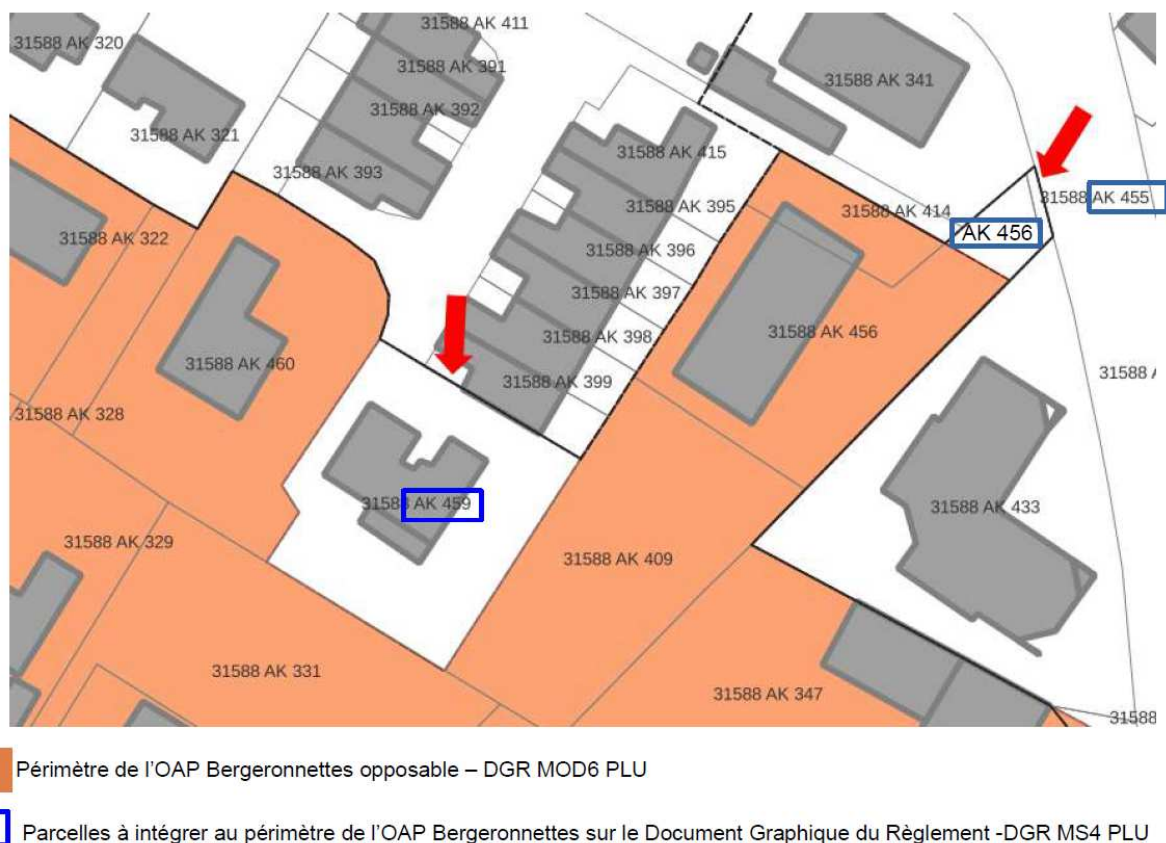 31588 AK 411
31588 AK 320
31588 AK 391
31588 AK 341
31588 AK 392
31588 AK 321
31588 AK 415
31588 AK 393
31588 AK 455
31588 AK 395
31588 AK 414
AK 456
31588 AK 322
31588 AK 396
31588 AK 397
31588 AK 398
31588 AK 456
31588 AK 460
31588 AK 399
31588 A
31588 AK 328
31588 AK 459
31588 AK 433
31588 AK 329
31588 AK 409
31588 AK 331
31588 AK 347
31588
Périmètre de l'OAP Bergeronnettes opposable – DGR MOD6 PLU
Parcelles à intégrer au périmètre de l'OAP Bergeronnettes sur le Document Graphique du Règlement -DGR MS4 PLU